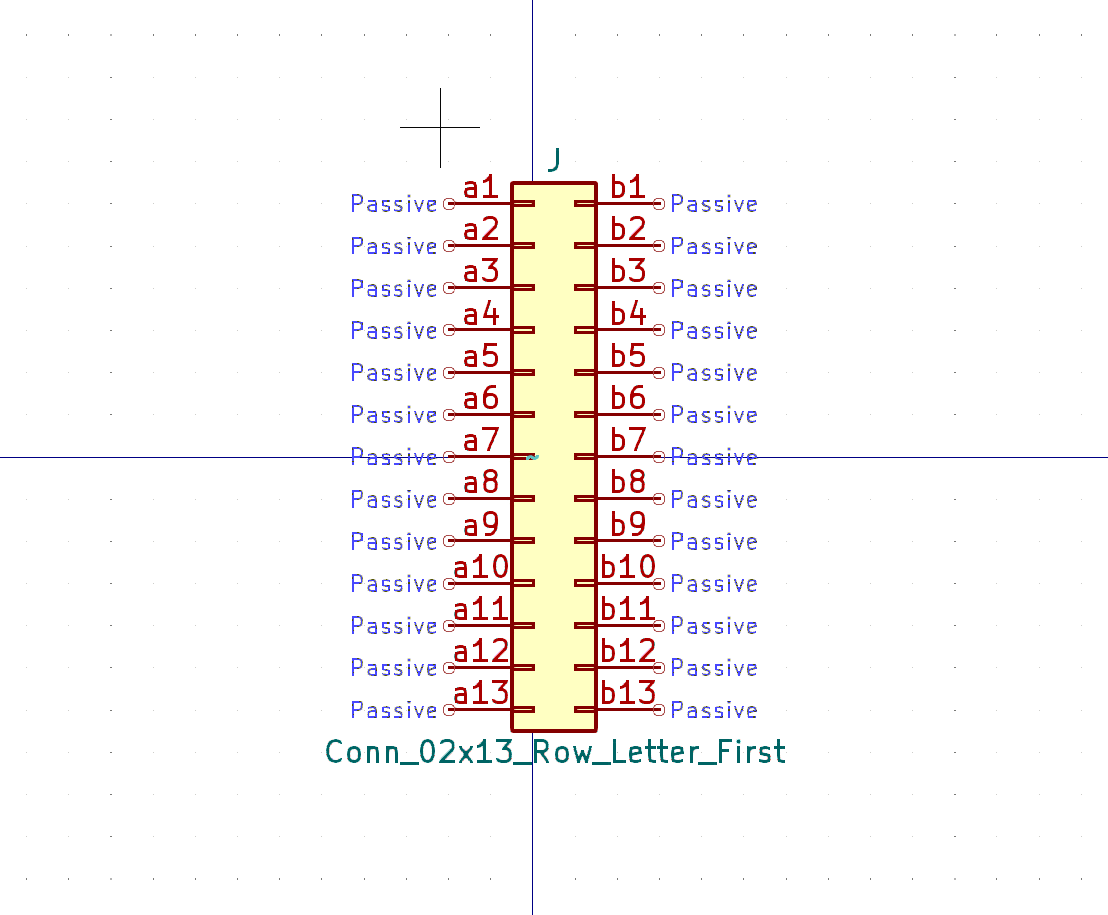 J
Passive a1 b1 Passive
Passive a2 b2 Passive
Passive a3 b3 Passive
Passive a4 b4 Passive
Passive a5 b5 Passive
Passive a6 b6 Passive
Passive a7 b7 Passive
Passive a8 b8 Passive
Passive a9 b9 Passive
Passive a10 b10 Passive
Passive a11 b11 Passive
Passive a12 b12 Passive
Passive a13 b13 Passive
Conn_02x13_Row_Letter_First